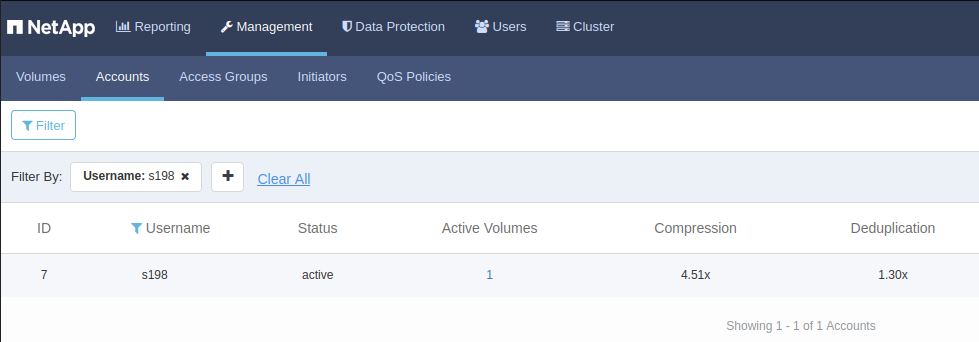 NetApp Reporting Management Data Protection Users Cluster
Volumes Accounts Access Groups Initiators QoS Policies
Filter
Filter By: Username: s198 Clear All
ID Username Status Active Volumes Compression Deduplication
7 s198 active 1 4.51x 1.30x
Showing 1 - 1 of 1 Accounts